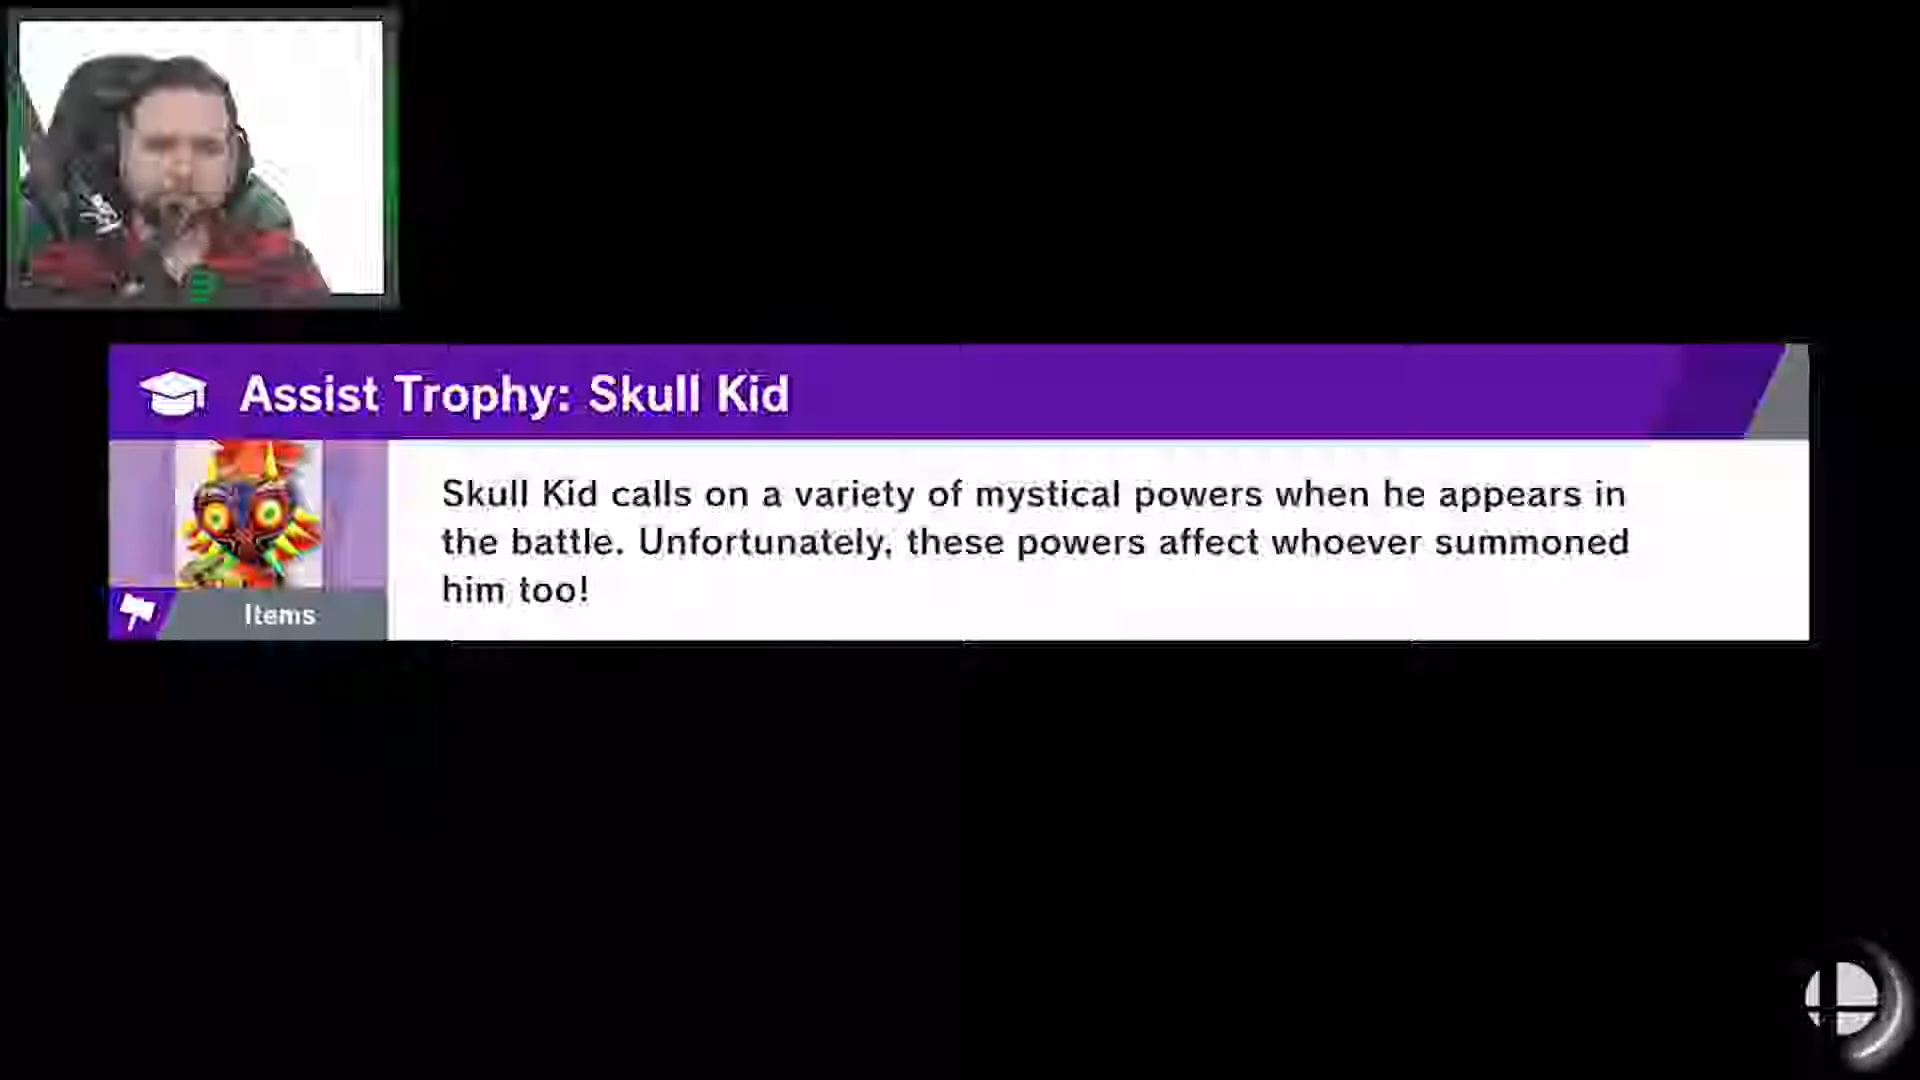 Assist Trophy: Skull Kid
Skull Kid calls on a variety of mystical powers when he appears in
the battle. Unfortunately, these powers affect whoever summoned
him too!
Items